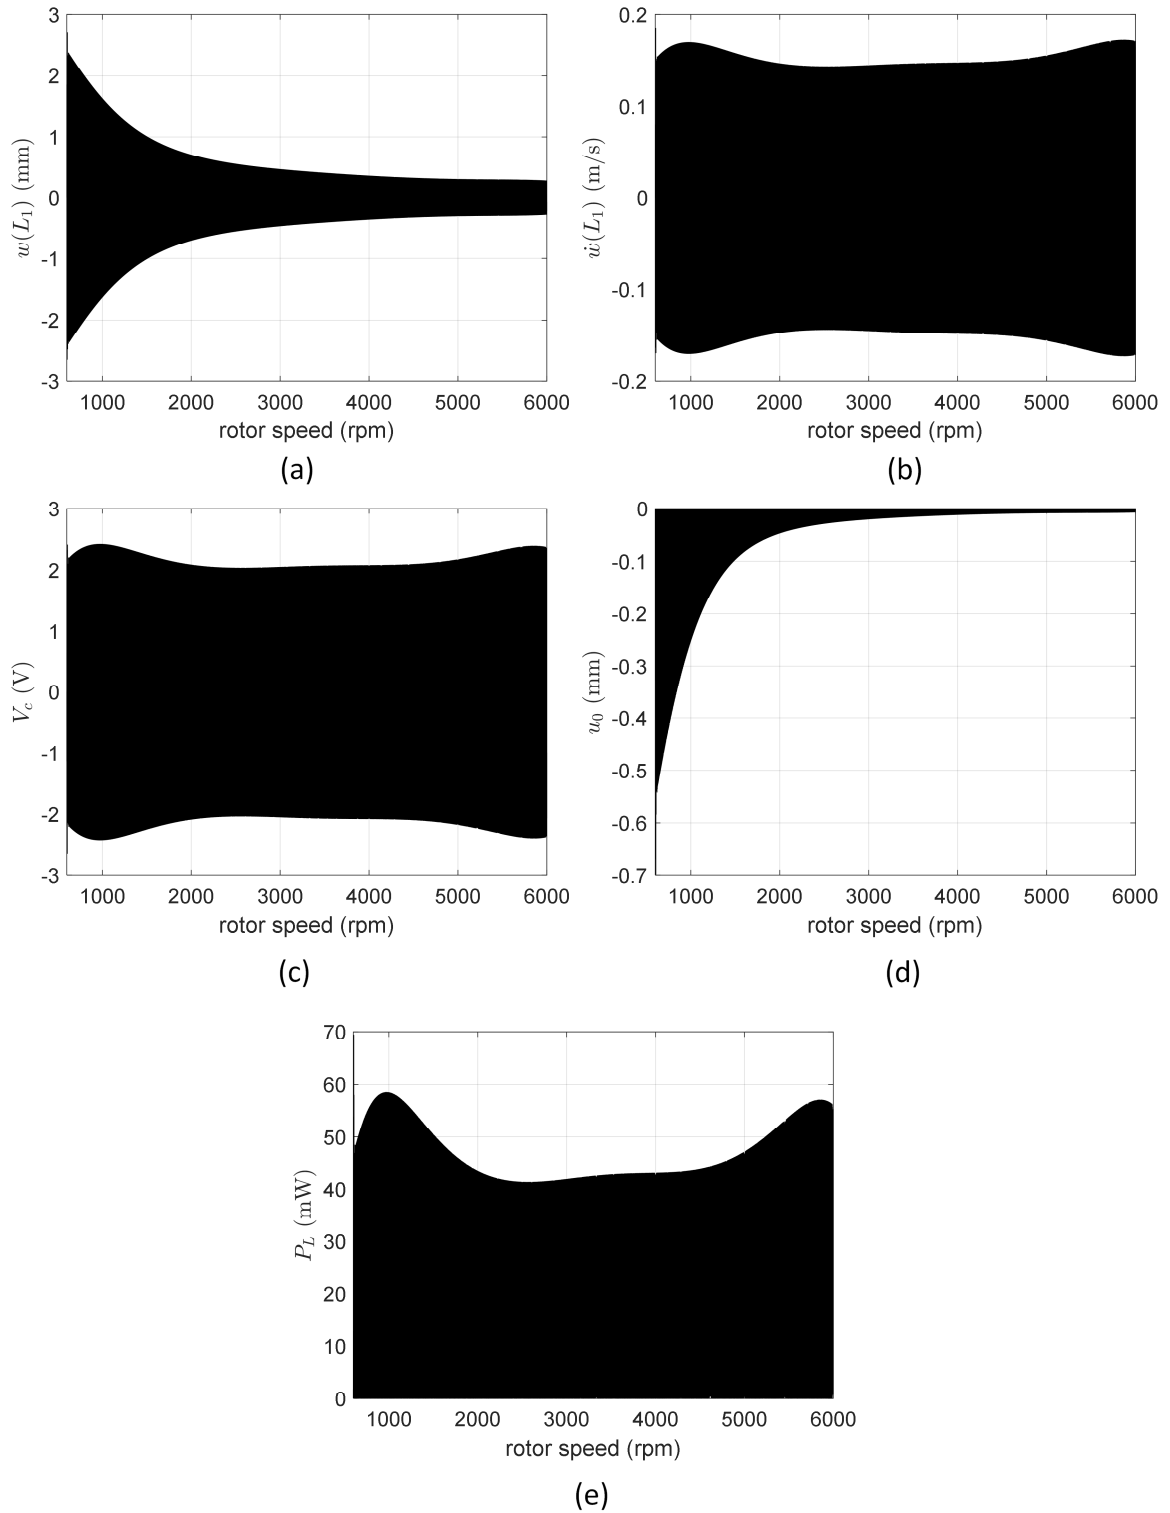 3
2
1
0
-1
-2
-3
w(L₁) (mm)
1000 2000 3000 4000 5000 6000
rotor speed (rpm)
(a)
0.2
0.1
0
-0.1
-0.2
ẇ(L₁) (m/s)
1000 2000 3000 4000 5000 6000
rotor speed (rpm)
(b)
3
2
1
0
-1
-2
-3
V_c (V)
1000 2000 3000 4000 5000 6000
rotor speed (rpm)
(c)
0
-0.1
-0.2
-0.3
-0.4
-0.5
-0.6
-0.7
u₀ (mm)
1000 2000 3000 4000 5000 6000
rotor speed (rpm)
(d)
70
60
50
40
30
20
10
0
P_L (mW)
1000 2000 3000 4000 5000 6000
rotor speed (rpm)
(e)